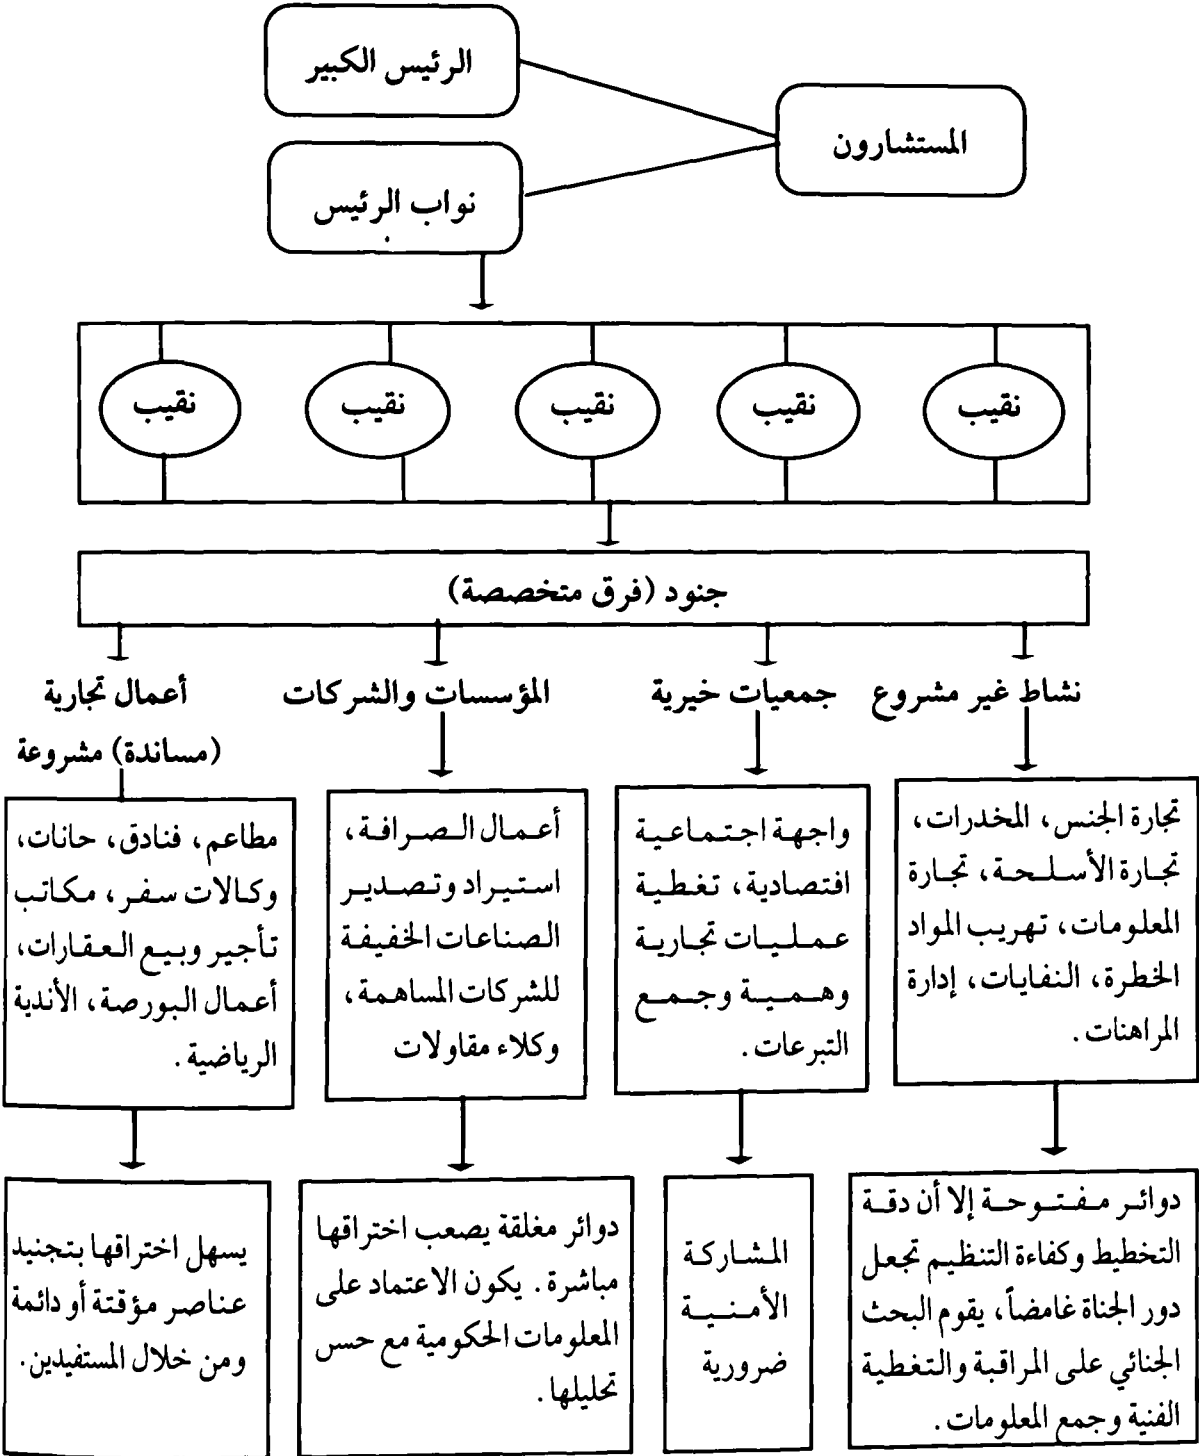 الرئيس الكبير
المستشارون
نواب الرئيس
نقيب
نقيب
نقيب
نقيب
نقيب
جنود (فرق متخصصة)
نشاط غير مشروع
جمعيات خيرية
المؤسسات والشركات
أعمال تجارية
(مساندة) مشروعة
تجارة الجنس، المخدرات،
تجارة الأسلحة، تجارة
المعلومات، تهريب المواد
الخطرة، النفايات، إدارة
المراهنات.
واجهة اجتماعية
اقتصادية، تغطية
عمليات تجارية
وهمية وجمع
التبرعات.
أعمال الصرافة،
استيراد وتصدير
الصناعات الخفيفة
للشركات المساهمة،
وكلاء مقاولات
مطاعم، فنادق، حانات،
وكالات سفر، مكاتب
تأجير وبيع العقارات،
أعمال البورصة، الأندية
الرياضية.
دوائر مفتوحة إلا أن دقة
التخطيط وكفاءة التنظيم تجعل
دور الجناة غامضاً، يقوم البحث
الجنائي على المراقبة والتغطية
الفنية وجمع المعلومات.
المشاركة
الأمنية
ضرورية
دوائر مغلقة يصعب اختراقها
مباشرة. يكون الاعتماد على
المعلومات الحكومية مع حسن
تحليلها.
يسهل اختراقها بتجنيد
عناصر مؤقتة أو دائمة
ومن خلال المستفيدين.